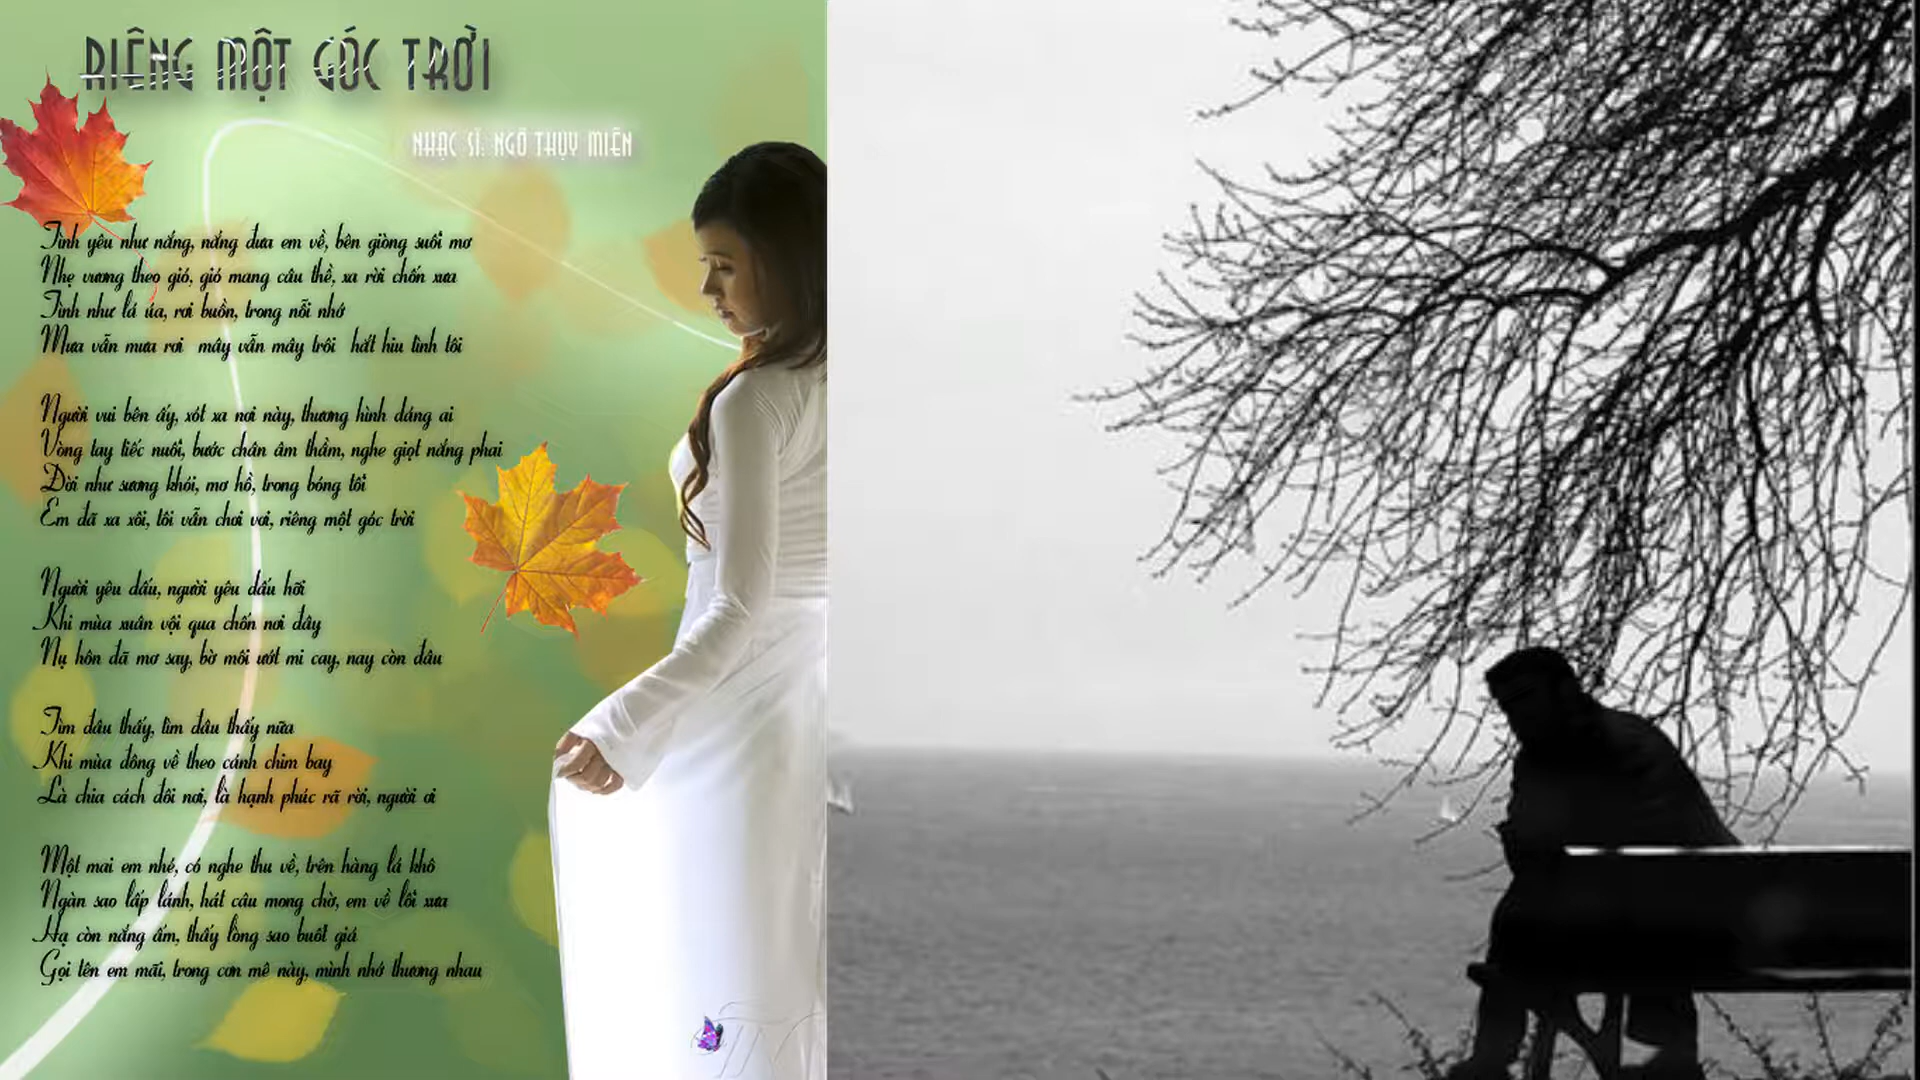 RIÊNG MỘT GÓC TRỜI
NHẠC SĨ: NGÔ THỤY MIÊN
Tình yêu như nắng, nắng đưa em về, bên giòng suối mơ
Nhẹ vương theo gió, gió mang câu thề, xa rời chốn xưa
Tình như lá úa, rơi buồn, trong nỗi nhớ
Mưa vẫn mưa rơi mây vẫn mây trôi hắt hiu tình tôi
Người vui bên ấy, xót xa nơi này, thương hình dáng ai
Vòng tay tiếc nuối, bước chân âm thầm, nghe giọt nắng phai
Đời như sương khói, mơ hồ, trong bóng tối
Em đã xa xôi, tôi vẫn chơi vơi, riêng một góc trời
Người yêu dấu, người yêu dấu hỡi
Khi mùa xuân vội qua chốn nơi đây
Nụ hôn đã mơ say, bờ môi ướt mi cay, nay còn đâu
Tìm đâu thấy, tìm đâu thấy nữa
Khi mùa đông về theo cánh chim bay
Là chia cách đôi nơi, là hạnh phúc rã rời, người ơi
Một mai em nhé, có nghe thu về, trên hàng lá khô
Ngàn sao lấp lánh, hát câu mong chờ, em về lối xưa
Hạ còn nắng ấm, thấy lòng sao buốt giá
Gọi tên em mãi, trong cơn mê này, mình nhớ thương nhau